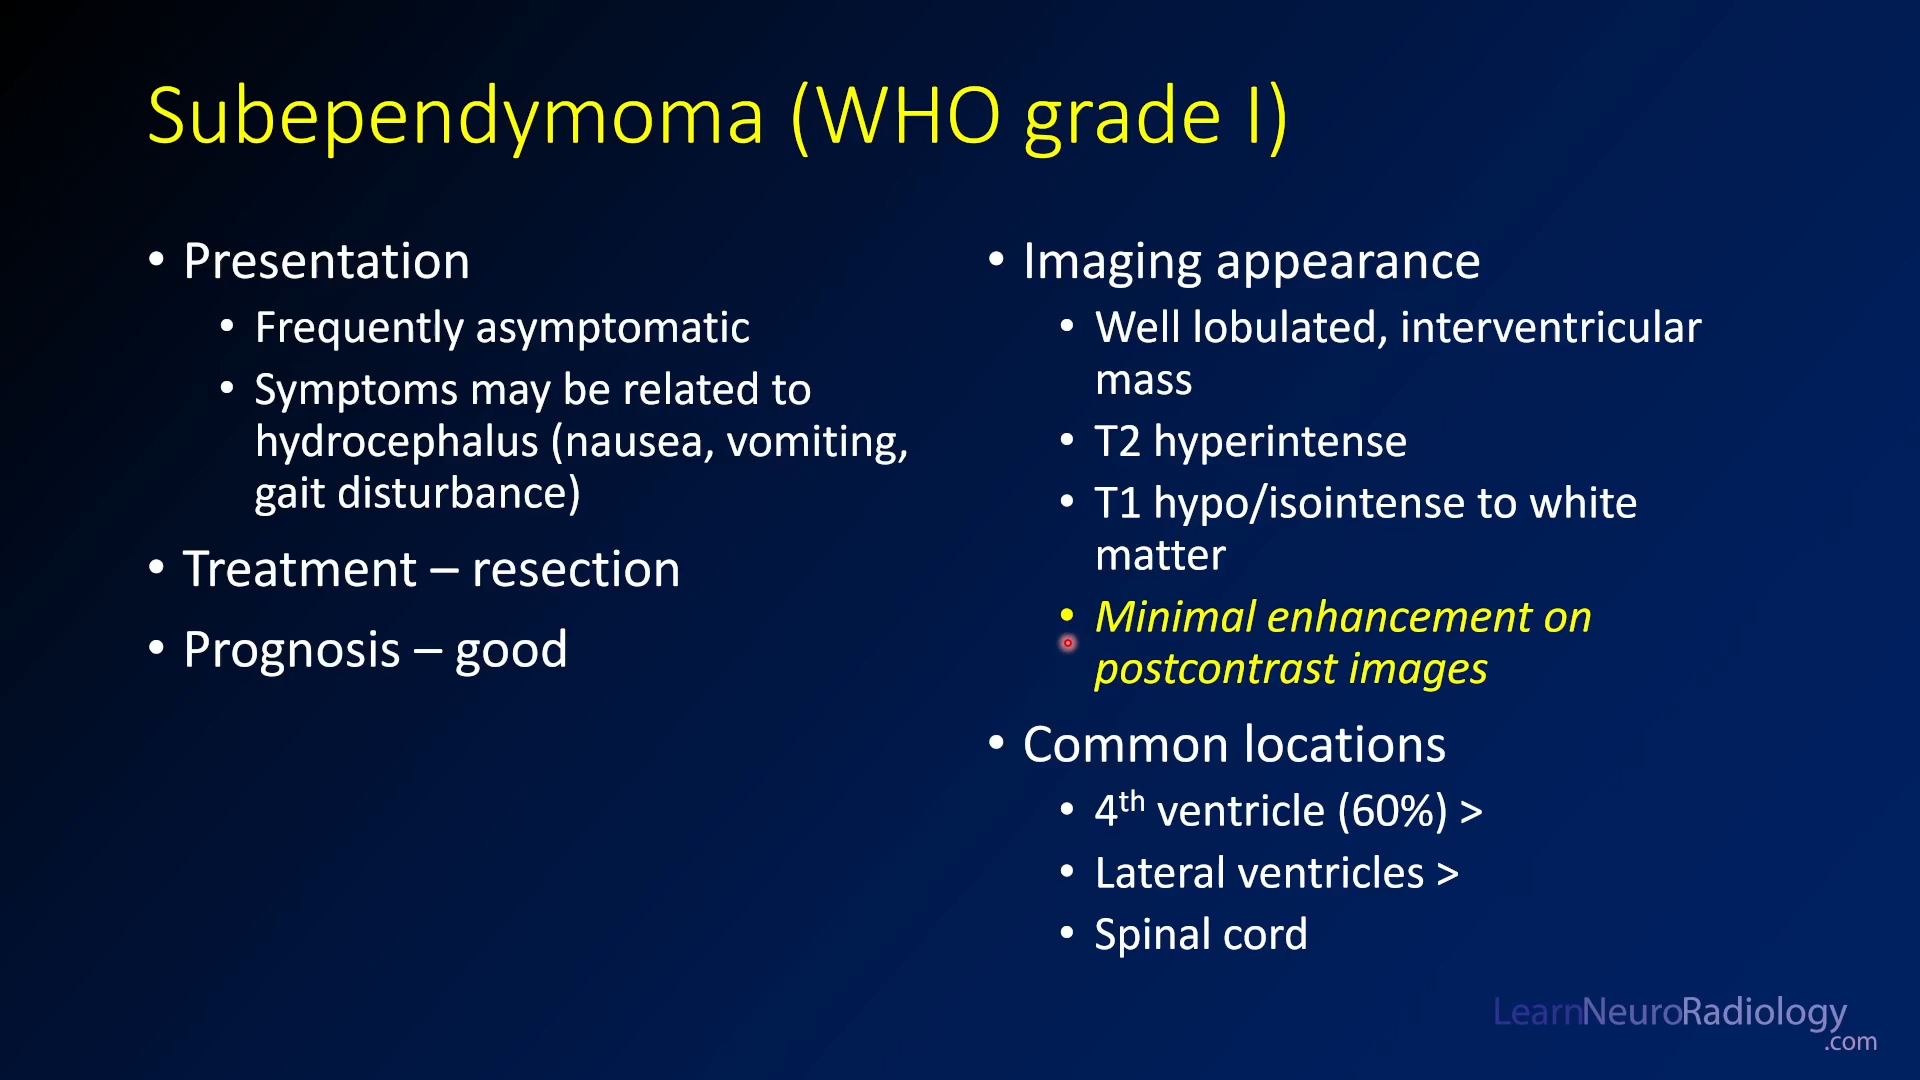 Subependymoma (WHO grade I)
• Presentation
• Frequently asymptomatic
• Symptoms may be related to
hydrocephalus (nausea, vomiting,
gait disturbance)
• Treatment – resection
• Prognosis – good
• Imaging appearance
• Well lobulated, interventricular
mass
• T2 hyperintense
• T1 hypo/isointense to white
matter
• Minimal enhancement on
postcontrast images
• Common locations
• 4th ventricle (60%) >
• Lateral ventricles >
• Spinal cord
LearnNeuroRadiology
.com